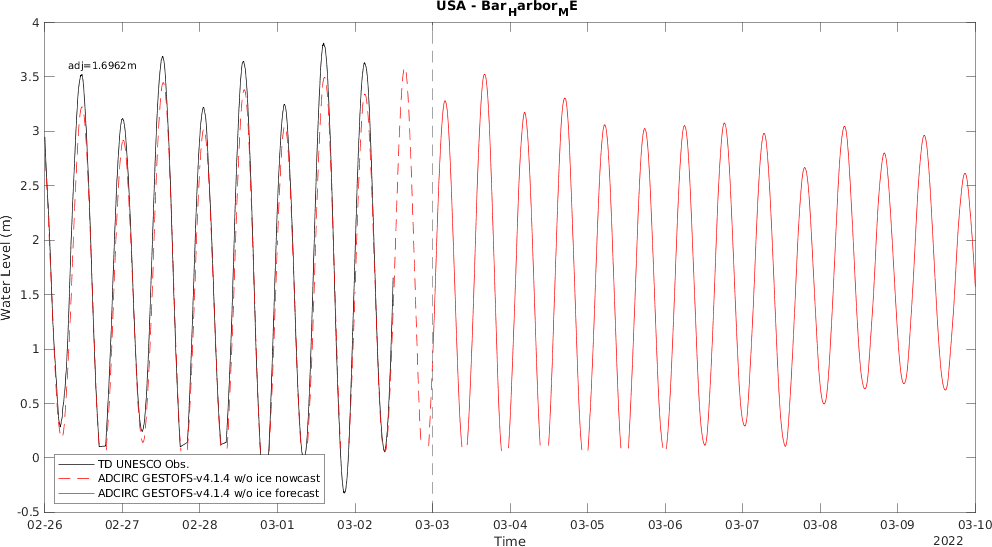 USA - Bar_Harbor_ME
adj=1.6962m
4
3.5
3
2.5
2
1.5
1
0.5
0
-0.5
Water Level (m)
TD UNESCO Obs.
ADCIRC GESTOFS-v4.1.4 w/o ice nowcast
ADCIRC GESTOFS-v4.1.4 w/o ice forecast
02-26 02-27 02-28 03-01 03-02 03-03 03-04 03-05 03-06 03-07 03-08 03-09 03-10
Time
2022